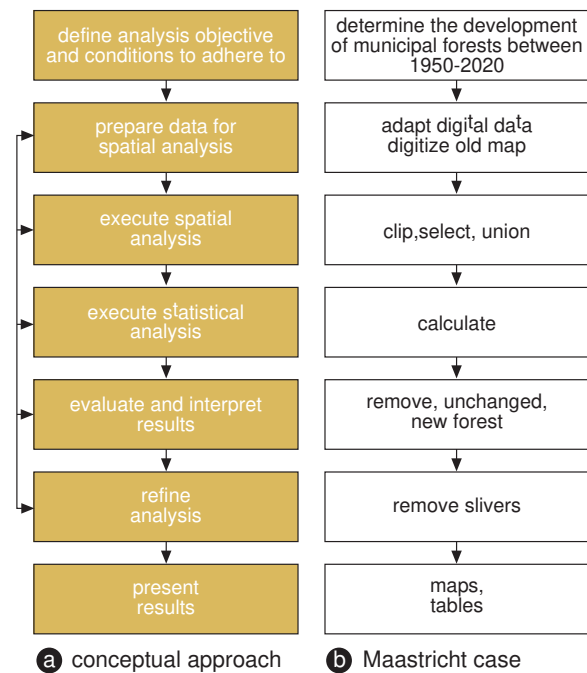 define analysis objective
and conditions to adhere to
prepare data for
spatial analysis
execute spatial
analysis
execute statistical
analysis
evaluate and interpret
results
refine
analysis
present
results
a conceptual approach
determine the development
of municipal forests between
1950-2020
adapt digital data
digitize old map
clip,select, union
calculate
remove, unchanged,
new forest
remove slivers
maps,
tables
b Maastricht case